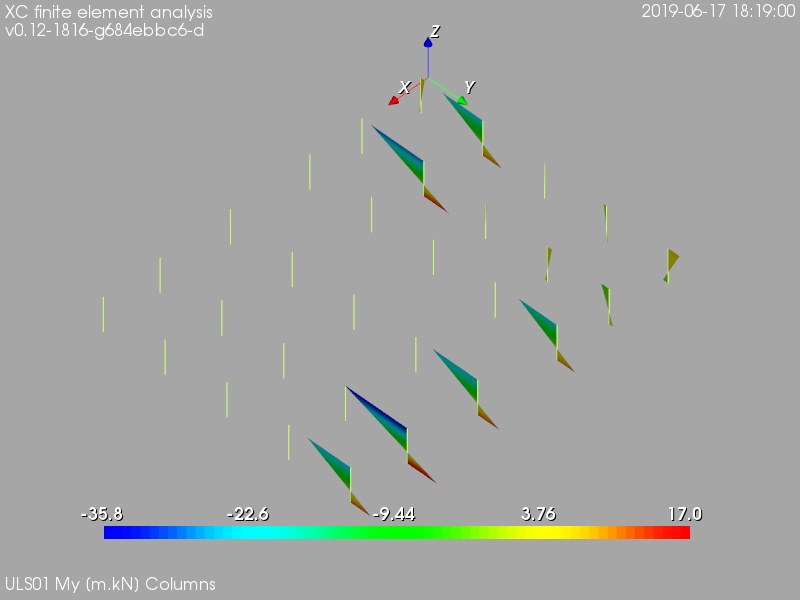 XC finite element analysis
v0.12-1816-g684ebbc6-d
2019-06-17 18:19:00
Z
X
Y
-35.8 -22.6 -9.44 3.76 17.0
ULS01 My (m.kN) Columns